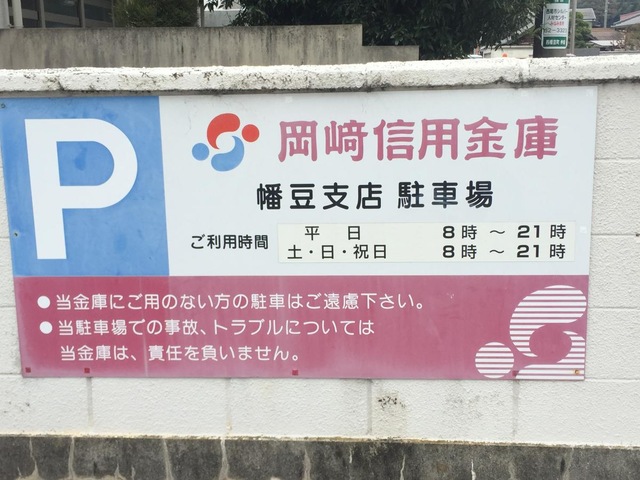 P
岡﨑信用金庫
幡豆支店 駐車場
ご利用時間
平 日 8時 ～ 21時
土・日・祝日 8時 ～ 21時
●当金庫にご用のない方の駐車はご遠慮下さい。
●当駐車場での事故、トラブルについては
当金庫は、責任を負いません。